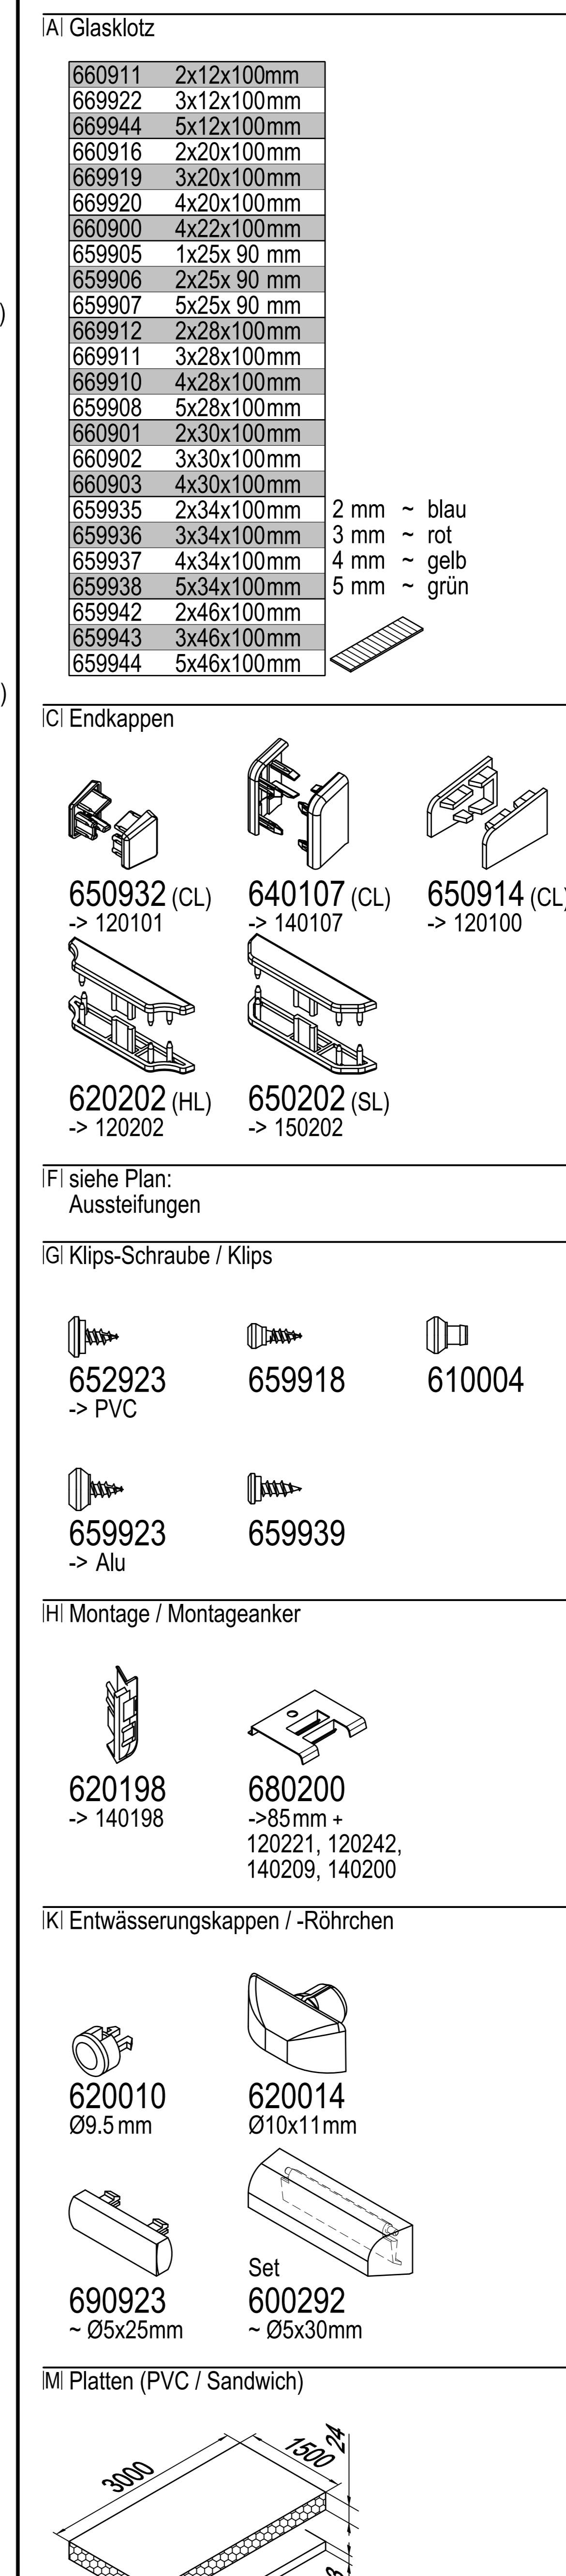 A Glasklotz
660911 2x12x100mm
669922 3x12x100mm
669944 5x12x100mm
660916 2x20x100mm
669919 3x20x100mm
669920 4x20x100mm
660900 4x22x100mm
659905 1x25x 90 mm
659906 2x25x 90 mm
659907 5x25x 90 mm
669912 2x28x100mm
669911 3x28x100mm
669910 4x28x100mm
659908 5x28x100mm
660901 2x30x100mm
660902 3x30x100mm
660903 4x30x100mm
659935 2x34x100mm 2 mm ~ blau
659936 3x34x100mm 3 mm ~ rot
659937 4x34x100mm 4 mm ~ gelb
659938 5x34x100mm 5 mm ~ grün
659942 2x46x100mm
659943 3x46x100mm
659944 5x46x100mm
)
)
C Endkappen
650932 (CL) 640107 (CL) 650914 (CL)
-> 120101 -> 140107 -> 120100
620202 (HL) 650202 (SL)
-> 120202 -> 150202
F siehe Plan:
Aussteifungen
G Klips-Schraube / Klips
652923 659918 610004
-> PVC
659923 659939
-> Alu
H Montage / Montageanker
620198 680200
-> 140198 ->85mm +
120221, 120242,
140209, 140200
K Entwässerungskappen / -Röhrchen
620010 620014
Ø9.5 mm Ø10x11mm
Set
690923 600292
~ Ø5x25mm ~ Ø5x30mm
M Platten (PVC / Sandwich)
3000 1500 24